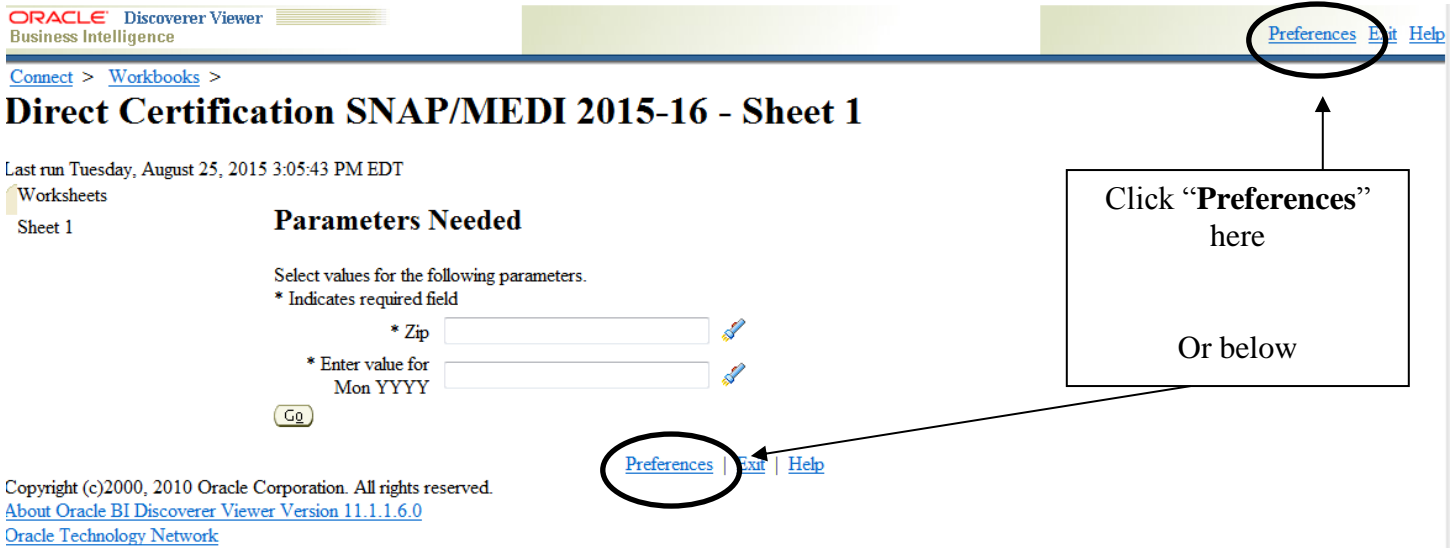 ORACLE Discoverer Viewer
Business Intelligence
Preferences Exit Help
Connect > Workbooks >
Direct Certification SNAP/MEDI 2015-16 - Sheet 1
Last run Tuesday, August 25, 2015 3:05:43 PM EDT
Worksheets
Sheet 1
Parameters Needed
Select values for the following parameters.
* Indicates required field
* Zip
* Enter value for
Mon YYYY
Go
Click “Preferences”
here
Or below
Preferences | Exit | Help
Copyright (c)2000, 2010 Oracle Corporation. All rights reserved.
About Oracle BI Discoverer Viewer Version 11.1.1.6.0
Oracle Technology Network